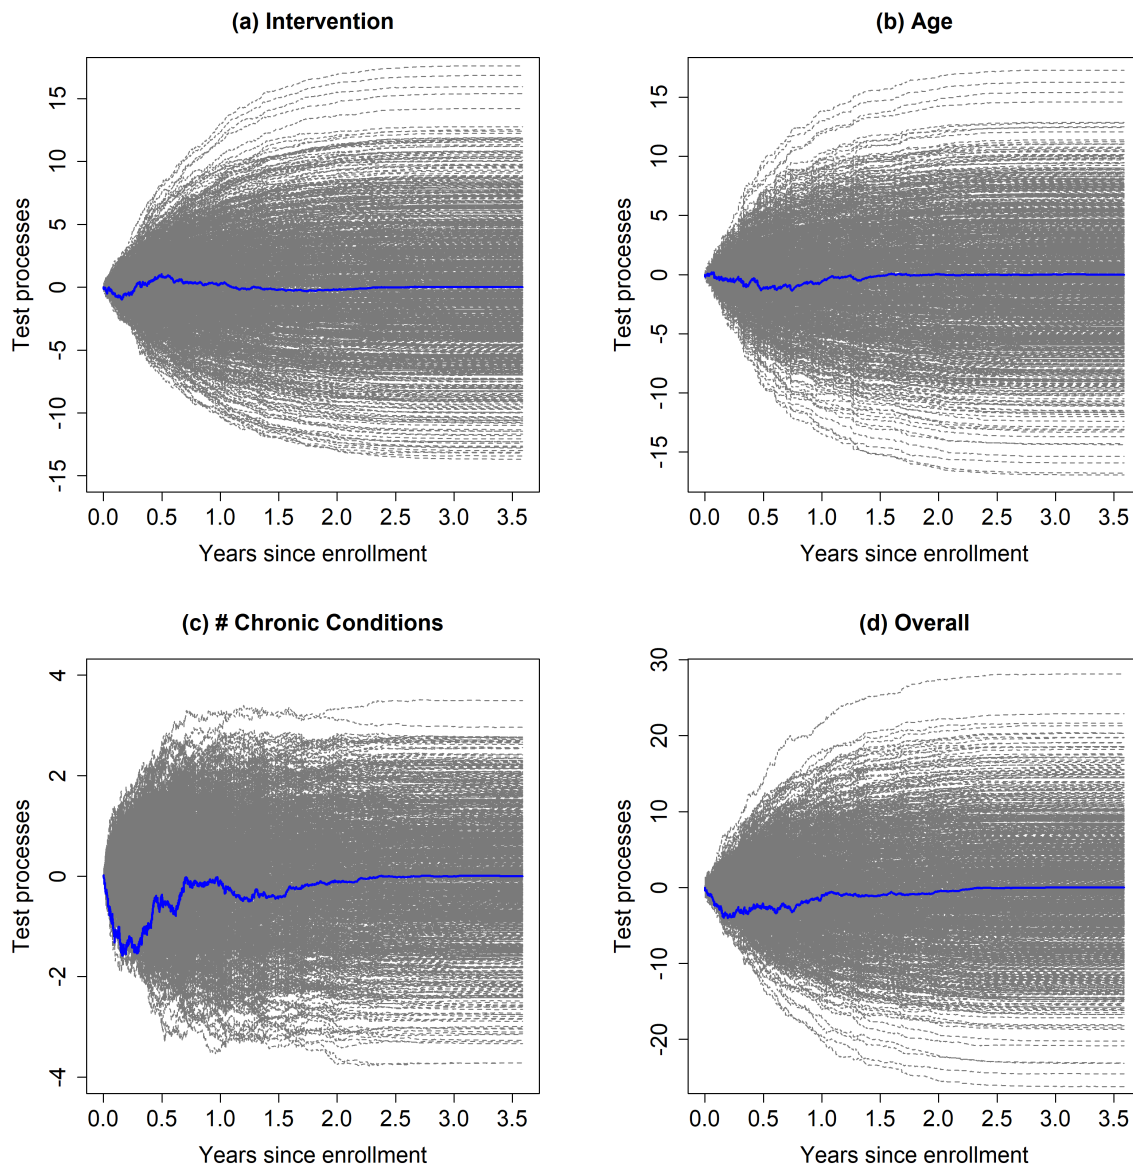 (a) Intervention
Test processes
15
10
5
0
-5
-10
-15
0.0 0.5 1.0 1.5 2.0 2.5 3.0 3.5
Years since enrollment
(b) Age
Test processes
15
10
5
0
-5
-10
-15
0.0 0.5 1.0 1.5 2.0 2.5 3.0 3.5
Years since enrollment
(c) # Chronic Conditions
Test processes
4
2
0
-2
-4
0.0 0.5 1.0 1.5 2.0 2.5 3.0 3.5
Years since enrollment
(d) Overall
Test processes
30
20
10
0
-10
-20
0.0 0.5 1.0 1.5 2.0 2.5 3.0 3.5
Years since enrollment